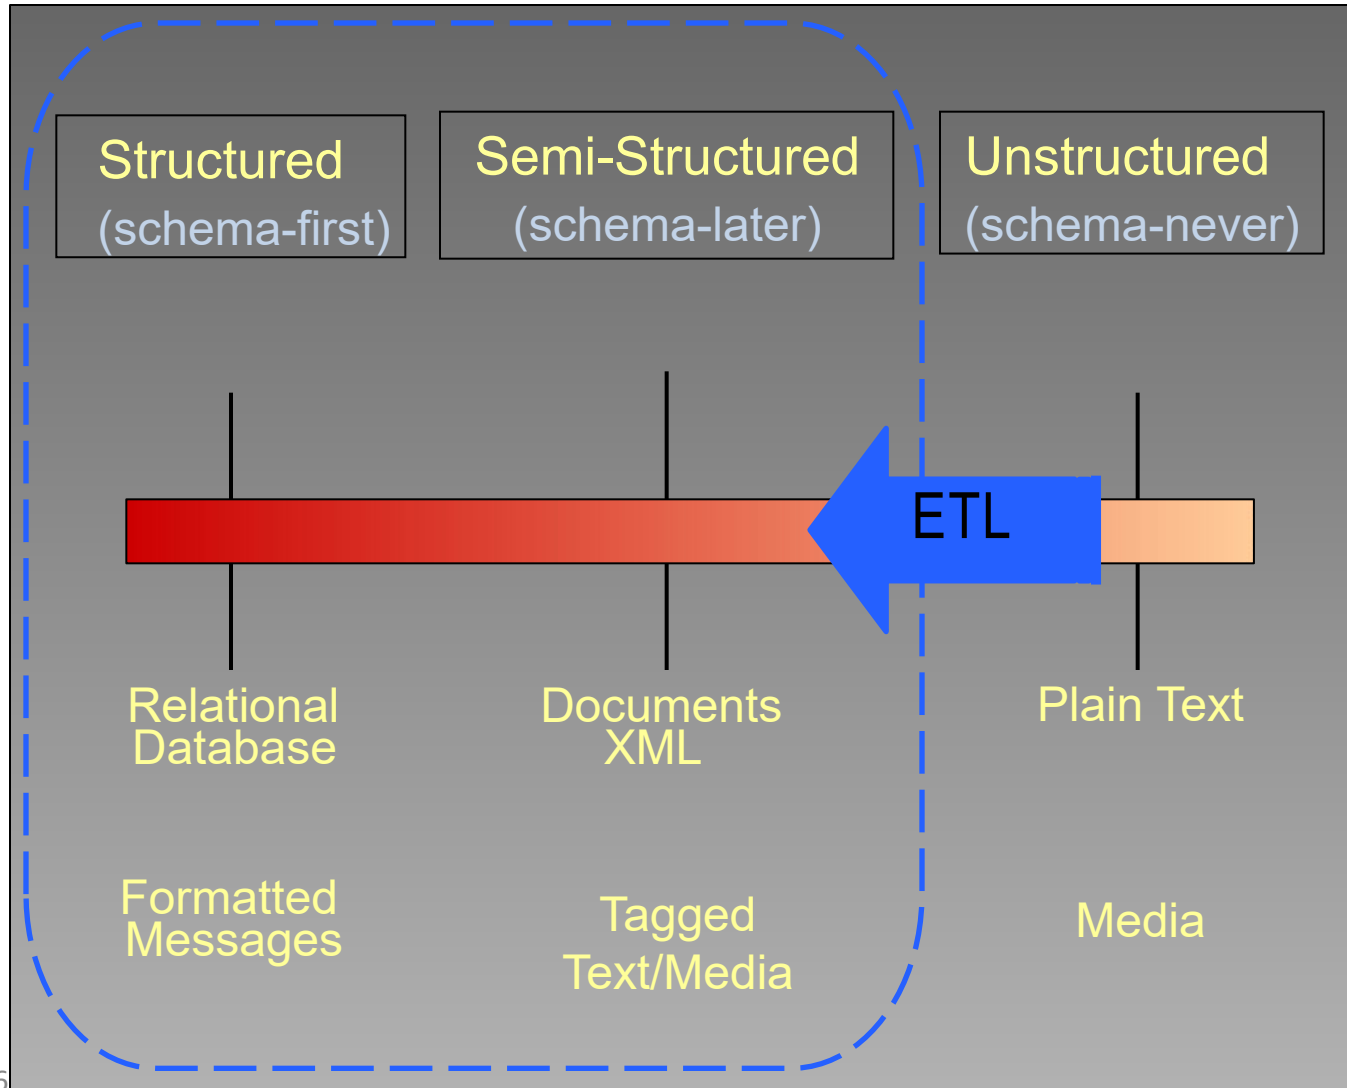 Structured
(schema-first)
Semi-Structured
(schema-later)
Unstructured
(schema-never)
ETL
Relational
Database
Documents
XML
Plain Text
Formatted
Messages
Tagged
Text/Media
Media